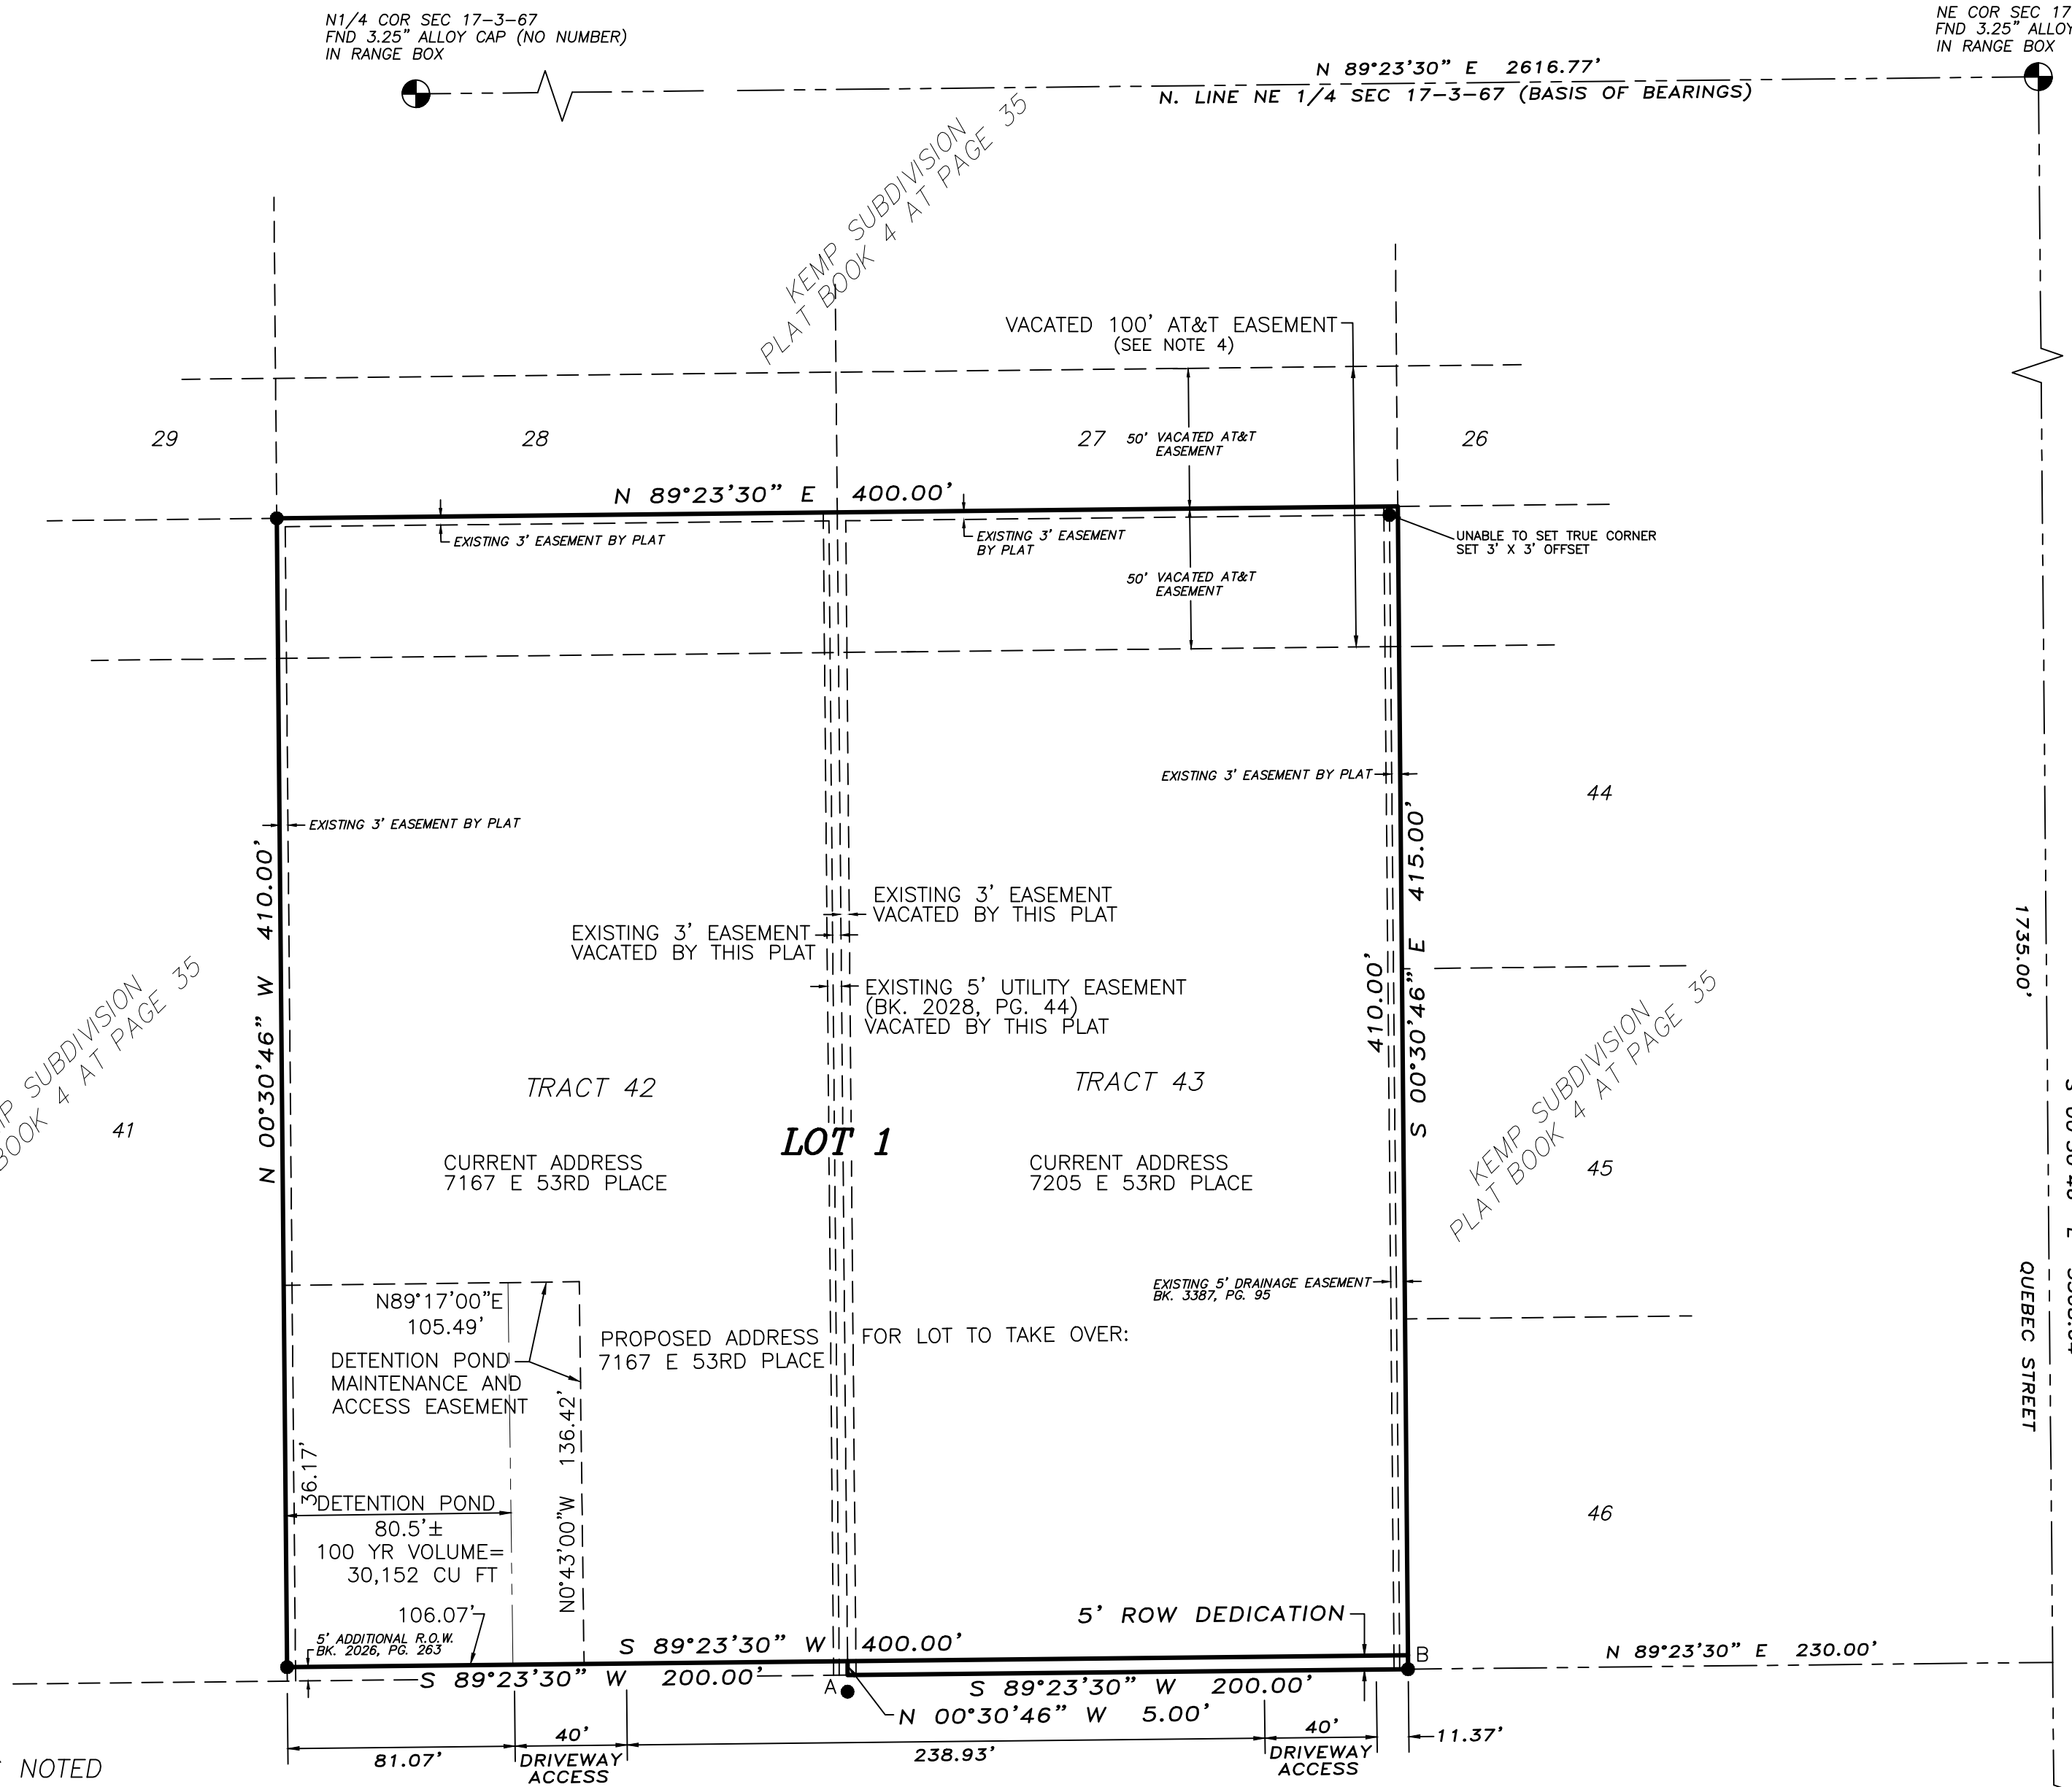 N1/4 COR SEC 17-3-67
FND 3.25" ALLOY CAP (NO NUMBER)
IN RANGE BOX
NE COR SEC 17
FND 3.25" ALLOY
IN RANGE BOX
N 89°23'30" E 2616.77'
N. LINE NE 1/4 SEC 17-3-67 (BASIS OF BEARINGS)
KEMP SUBDIVISION
PLAT BOOK 4 AT PAGE 35
VACATED 100' AT&T EASEMENT
(SEE NOTE 4)
29
28
27
26
50' VACATED AT&T
EASEMENT
N 89°23'30" E 400.00'
EXISTING 3' EASEMENT BY PLAT
EXISTING 3' EASEMENT
BY PLAT
UNABLE TO SET TRUE CORNER
SET 3' X 3' OFFSET
50' VACATED AT&T
EASEMENT
EXISTING 3' EASEMENT BY PLAT
44
EXISTING 3' EASEMENT BY PLAT
N 00°30'46" W 410.00'
S 00°30'46" E 415.00'
410.00'
EXISTING 3' EASEMENT
VACATED BY THIS PLAT
EXISTING 3' EASEMENT
VACATED BY THIS PLAT
EXISTING 5' UTILITY EASEMENT
(BK. 2028, PG. 44)
VACATED BY THIS PLAT
1735.00'
SUBDIVISION
BOOK 4 AT PAGE 35
KEMP SUBDIVISION
PLAT BOOK 4 AT PAGE 35
TRACT 42
TRACT 43
41
LOT 1
45
CURRENT ADDRESS
7167 E 53RD PLACE
CURRENT ADDRESS
7205 E 53RD PLACE
QUEBEC STREET
EXISTING 5' DRAINAGE EASEMENT
BK. 3387, PG. 95
N89°17'00"E
105.49'
PROPOSED ADDRESS FOR LOT TO TAKE OVER:
7167 E 53RD PLACE
DETENTION POND
MAINTENANCE AND
ACCESS EASEMENT
N0°43'00"W 136.42'
36.17'
DETENTION POND
80.5'±
100 YR VOLUME=
30,152 CU FT
46
106.07'
5' ADDITIONAL R.O.W.
BK. 2026, PG. 263
5' ROW DEDICATION
S 89°23'30" W 400.00'
B
N 89°23'30" E 230.00'
S 89°23'30" W 200.00'
A
S 89°23'30" W 200.00'
N 00°30'46" W 5.00'
81.07'
40'
DRIVEWAY
ACCESS
238.93'
40'
DRIVEWAY
ACCESS
11.37'
NOTED